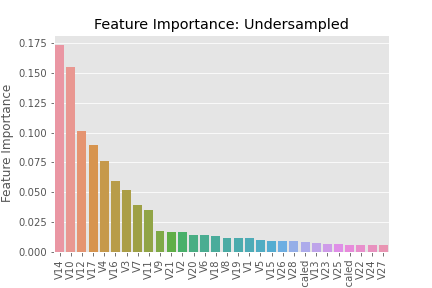 Feature Importance: Undersampled
0.175
0.150
0.125
0.100
0.075
0.050
0.025
0.000
Feature Importance
V14
V10
V12
V17
V4
V16
V3
V7
V11
V9
V21
V2
V20
V6
V18
V8
V19
V1
V5
V15
V26
V28
caled
V13
V23
V25
caled
V22
V24
V27